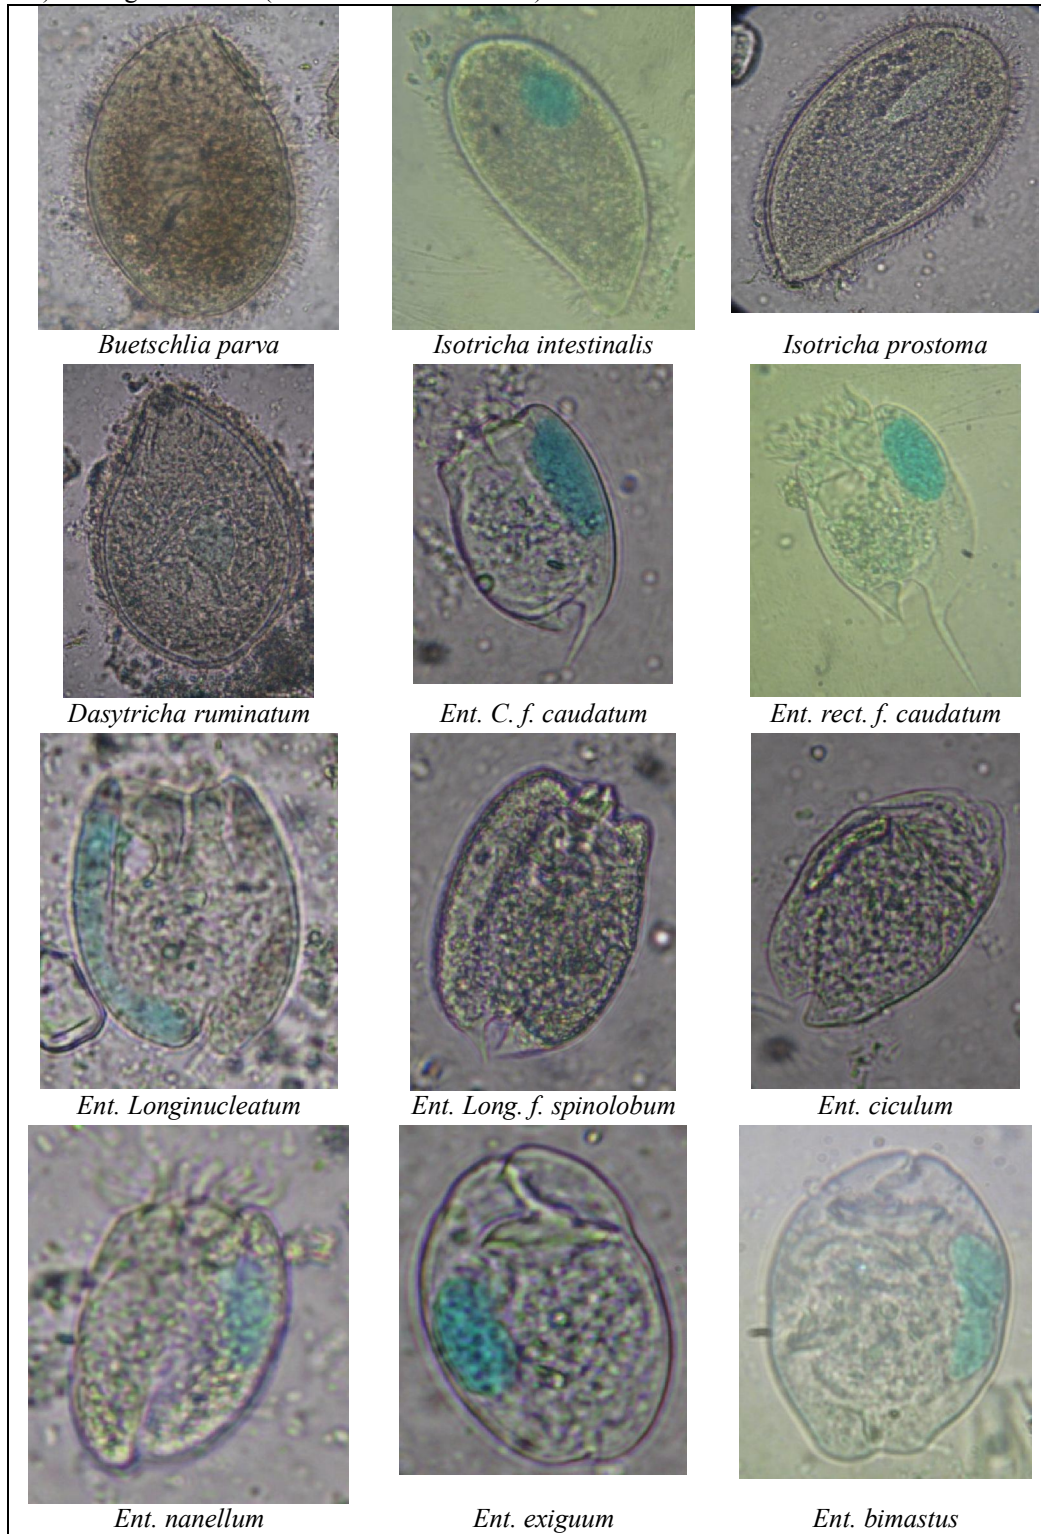 Buetschlia parva
Isotricha intestinalis
Isotricha prostoma
Dasytricha ruminatum
Ent. C. f. caudatum
Ent. rect. f. caudatum
Ent. Longinucleatum
Ent. Long. f. spinolobum
Ent. ciculum
Ent. nanellum
Ent. exiguum
Ent. bimastus